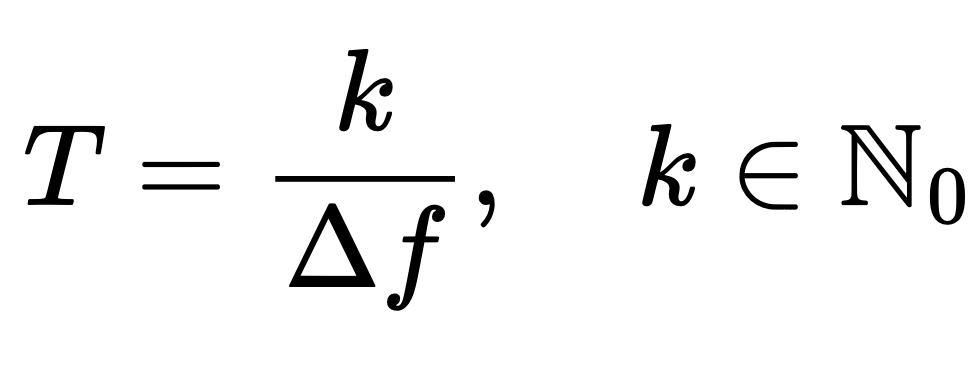 T = k/Δf, k ∈ ℕ₀